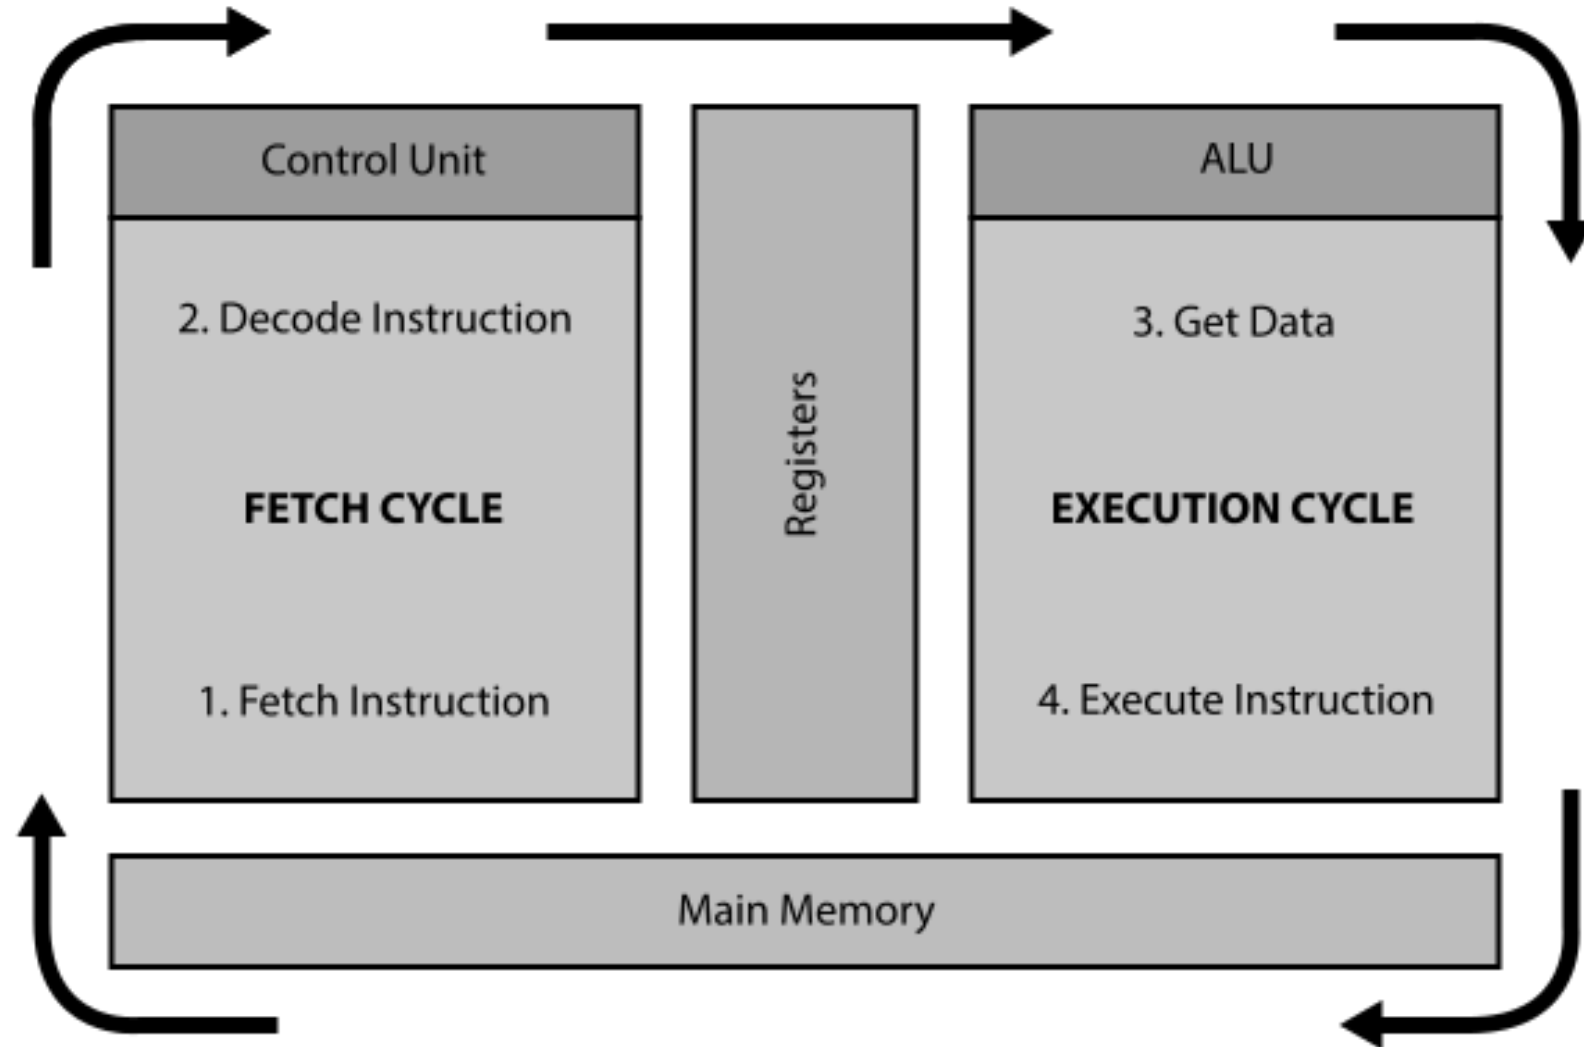 Control Unit
2. Decode Instruction
FETCH CYCLE
1. Fetch Instruction
Registers
ALU
3. Get Data
EXECUTION CYCLE
4. Execute Instruction
Main Memory